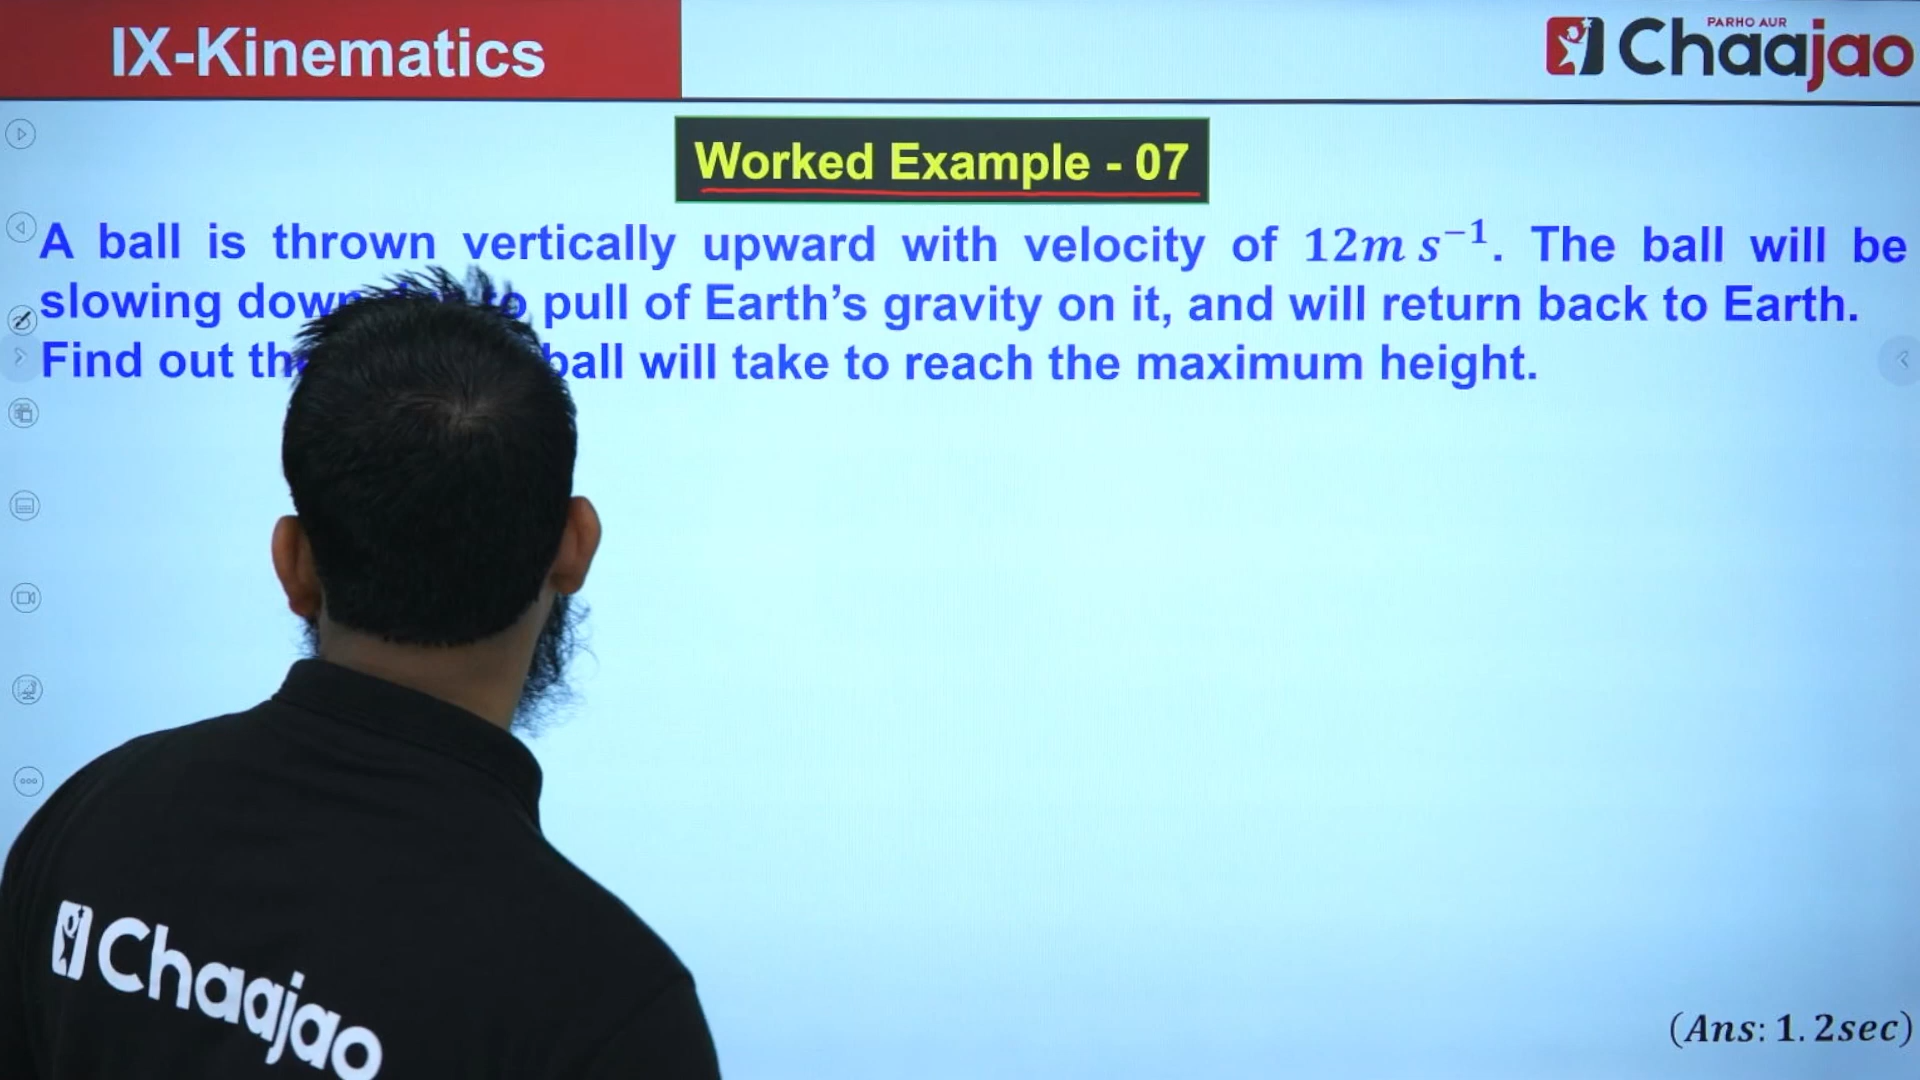 IX-Kinematics
PARHO AUR
Chaajao
Worked Example - 07
A ball is thrown vertically upward with velocity of 12m s⁻¹. The ball will be
slowing down to pull of Earth’s gravity on it, and will return back to Earth.
Find out ball will take to reach the maximum height.
Chaajao
(Ans: 1.2sec)